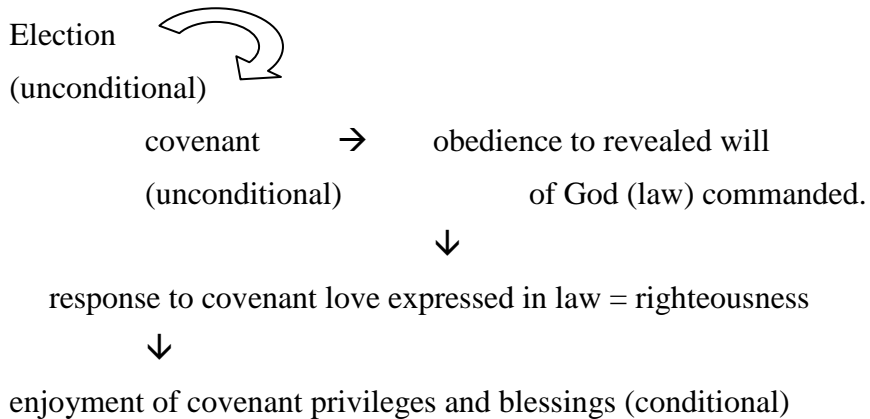 Election
(unconditional)
covenant → obedience to revealed will
(unconditional) of God (law) commanded.
↓
response to covenant love expressed in law = righteousness
↓
enjoyment of covenant privileges and blessings (conditional)